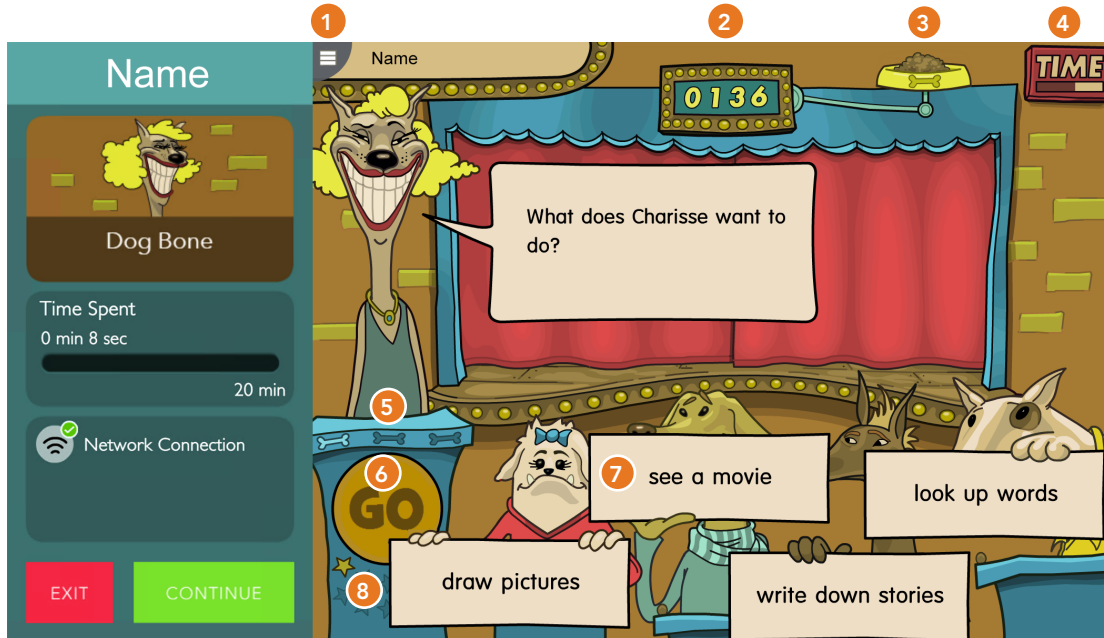 1
2
3
4
Name
Name
0136
TIME
Dog Bone
What does Charisse want to
do?
Time Spent
0 min 8 sec
20 min
5
Network Connection
6
GO
7
see a movie
look up words
8
draw pictures
write down stories
EXIT
CONTINUE